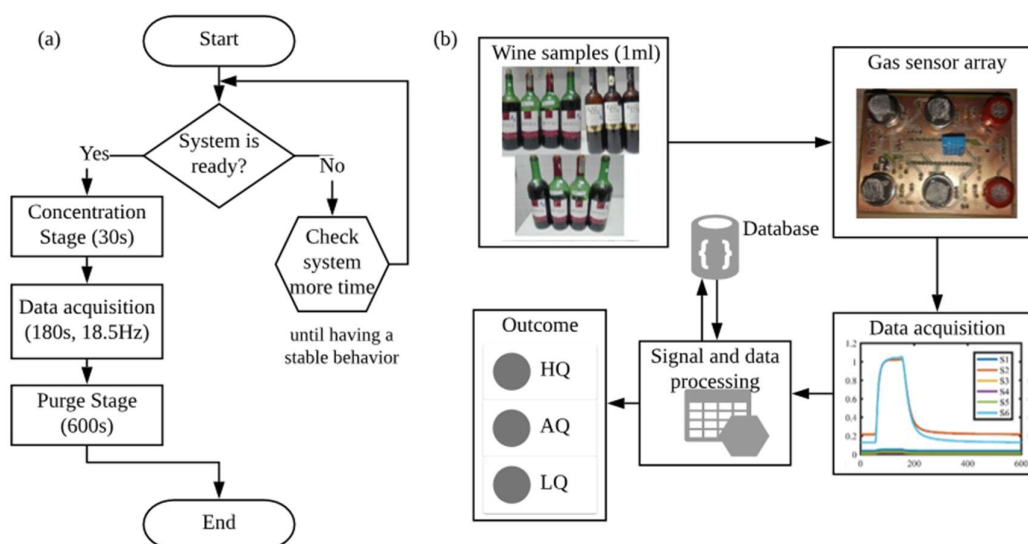 (a)
Start
System is
ready?
Yes
No
Concentration
Stage (30s)
Check
system
more time
until having a
stable behavior
Data acquisition
(180s, 18.5Hz)
Purge Stage
(600s)
End
(b)
Wine samples (1ml)
Gas sensor array
Database
{ }
Data acquisition
1.2
1
0.8
0.6
0.4
0.2
0
0
200
400
600
S1
S2
S3
S4
S5
S6
Signal and data
processing
Outcome
HQ
AQ
LQ